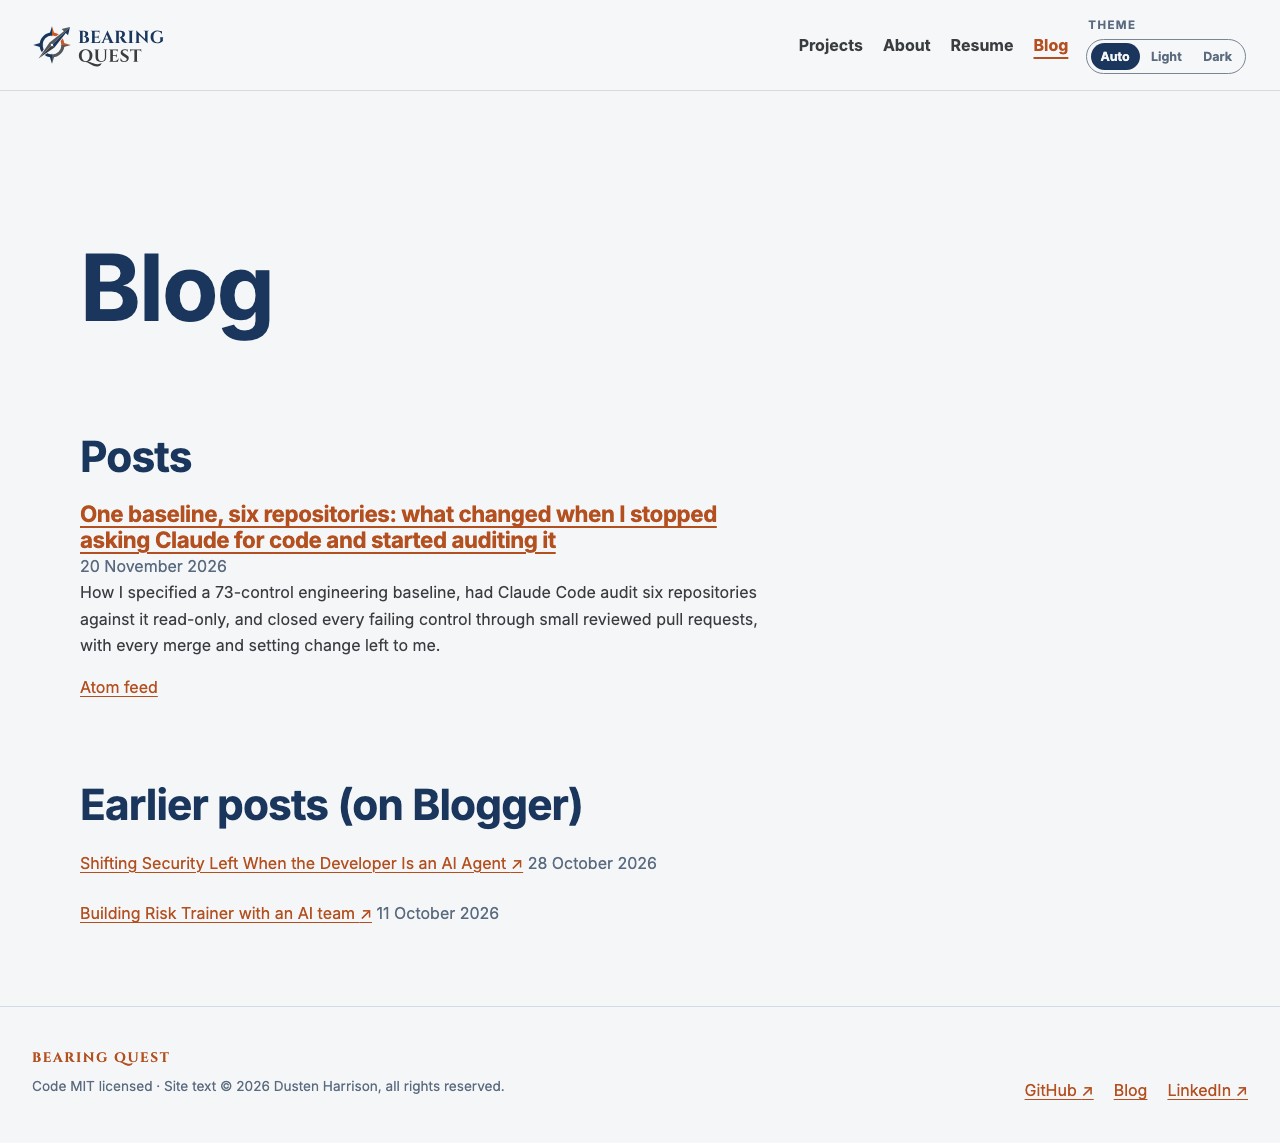 BEARING
QUEST
Projects About Resume Blog
THEME
Auto Light Dark
Blog
Posts
One baseline, six repositories: what changed when I stopped
asking Claude for code and started auditing it
20 November 2026
How I specified a 73-control engineering baseline, had Claude Code audit six repositories
against it read-only, and closed every failing control through small reviewed pull requests,
with every merge and setting change left to me.
Atom feed
Earlier posts (on Blogger)
Shifting Security Left When the Developer Is an AI Agent ↗ 28 October 2026
Building Risk Trainer with an AI team ↗ 11 October 2026
BEARING QUEST
Code MIT licensed · Site text © 2026 Dusten Harrison, all rights reserved.
GitHub ↗ Blog LinkedIn ↗